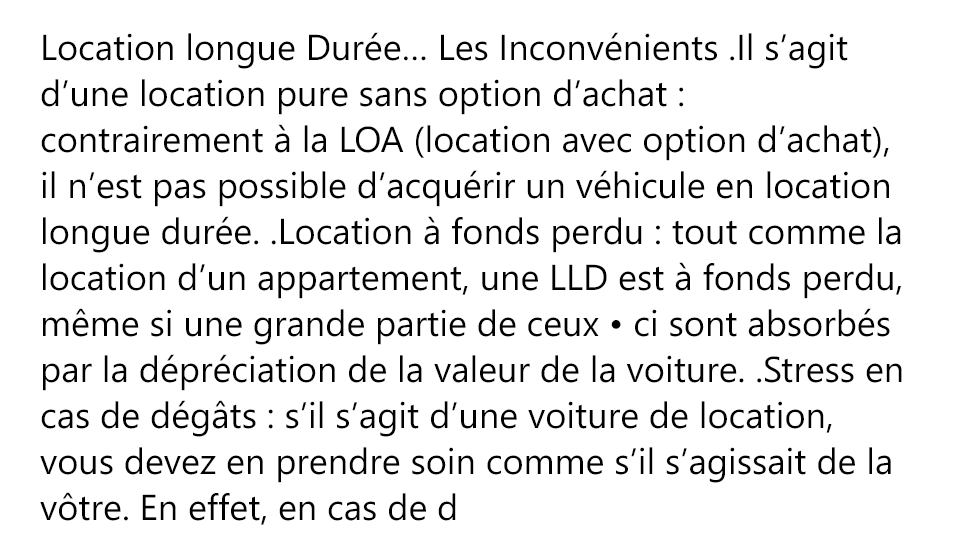 Location longue Durée... Les Inconvénients .Il s’agit
d’une location pure sans option d’achat :
contrairement à la LOA (location avec option d’achat),
il n’est pas possible d’acquérir un véhicule en location
longue durée. .Location à fonds perdu : tout comme la
location d’un appartement, une LLD est à fonds perdu,
même si une grande partie de ceux • ci sont absorbés
par la dépréciation de la valeur de la voiture. .Stress en
cas de dégâts : s’il s’agit d’une voiture de location,
vous devez en prendre soin comme s’il s’agissait de la
vôtre. En effet, en cas de d